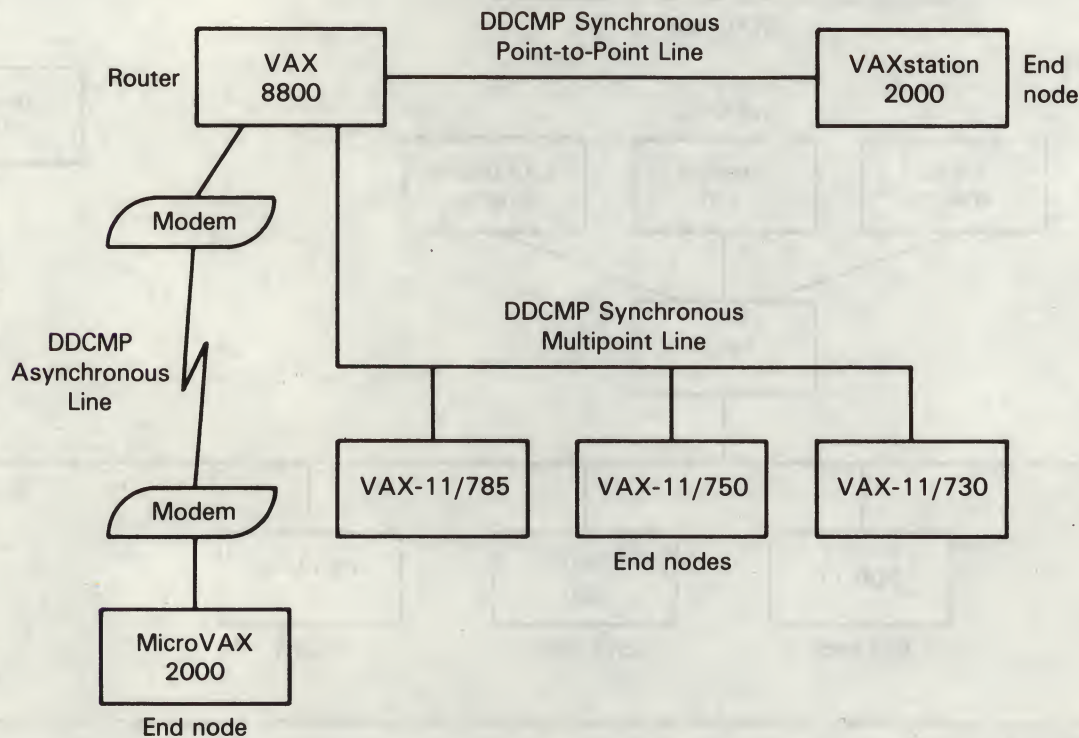 DDCMP Synchronous
Point-to-Point Line
Router
VAX
8800
VAXstation
2000
End
node
Modem
DDCMP
Asynchronous
Line
DDCMP Synchronous
Multipoint Line
VAX-11/785
VAX-11/750
VAX-11/730
Modem
End nodes
MicroVAX
2000
End node